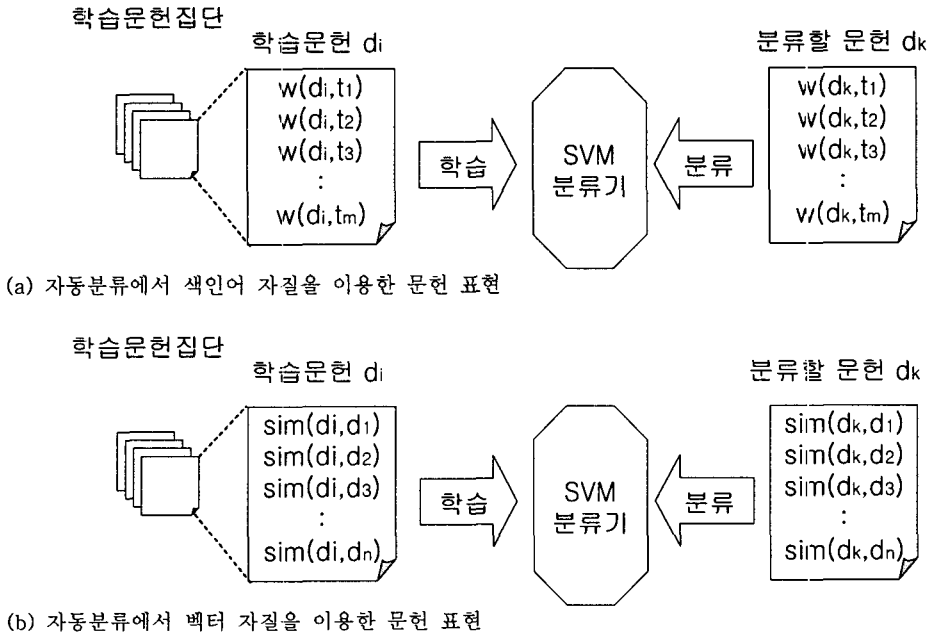 학습문헌집단
학습문헌 di
w(di,t1)
w(di,t2)
w(di,t3)
:
w(di,tm)
학습
SVM
분류기
분류
분류할 문헌 dk
w(dk,t1)
w(dk,t2)
w(dk,t3)
:
w(dk,tm)
(a) 자동분류에서 색인어 자질을 이용한 문헌 표현
학습문헌집단
학습문헌 di
sim(di,d1)
sim(di,d2)
sim(di,d3)
:
sim(di,dn)
학습
SVM
분류기
분류
분류할 문헌 dk
sim(dk,d1)
sim(dk,d2)
sim(dk,d3)
:
sim(dk,dn)
(b) 자동분류에서 벡터 자질을 이용한 문헌 표현